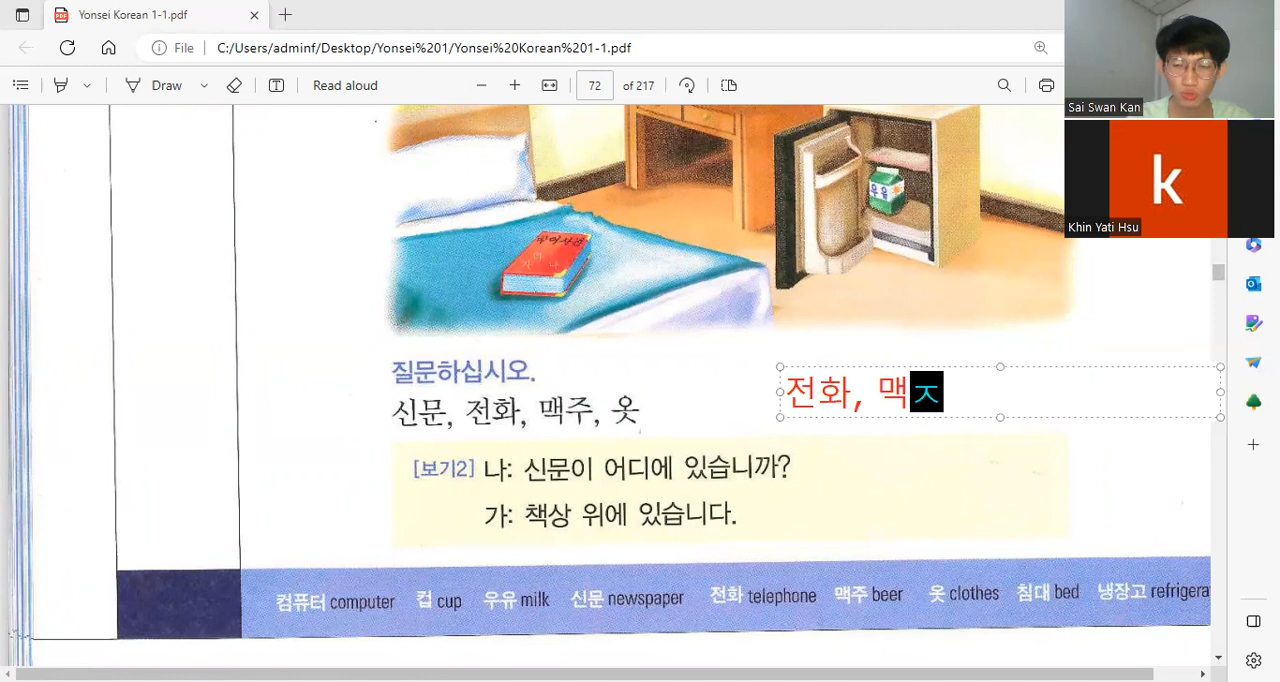 Yonsei Korean 1-1.pdf
File C:/Users/adminf/Desktop/Yonsei%201/Yonsei%20Korean%201-1.pdf
Draw Read aloud 72 of 217
Sai Swan Kan
k
Khin Yati Hsu
우유
질문하십시오.
전화, 맥ㅈ
신문, 전화, 맥주, 옷
[보기2] 나: 신문이 어디에 있습니까?
가: 책상 위에 있습니다.
컴퓨터 computer 컵 cup 우유 milk 신문 newspaper 전화 telephone 맥주 beer 옷 clothes 침대 bed 냉장고 refrigera